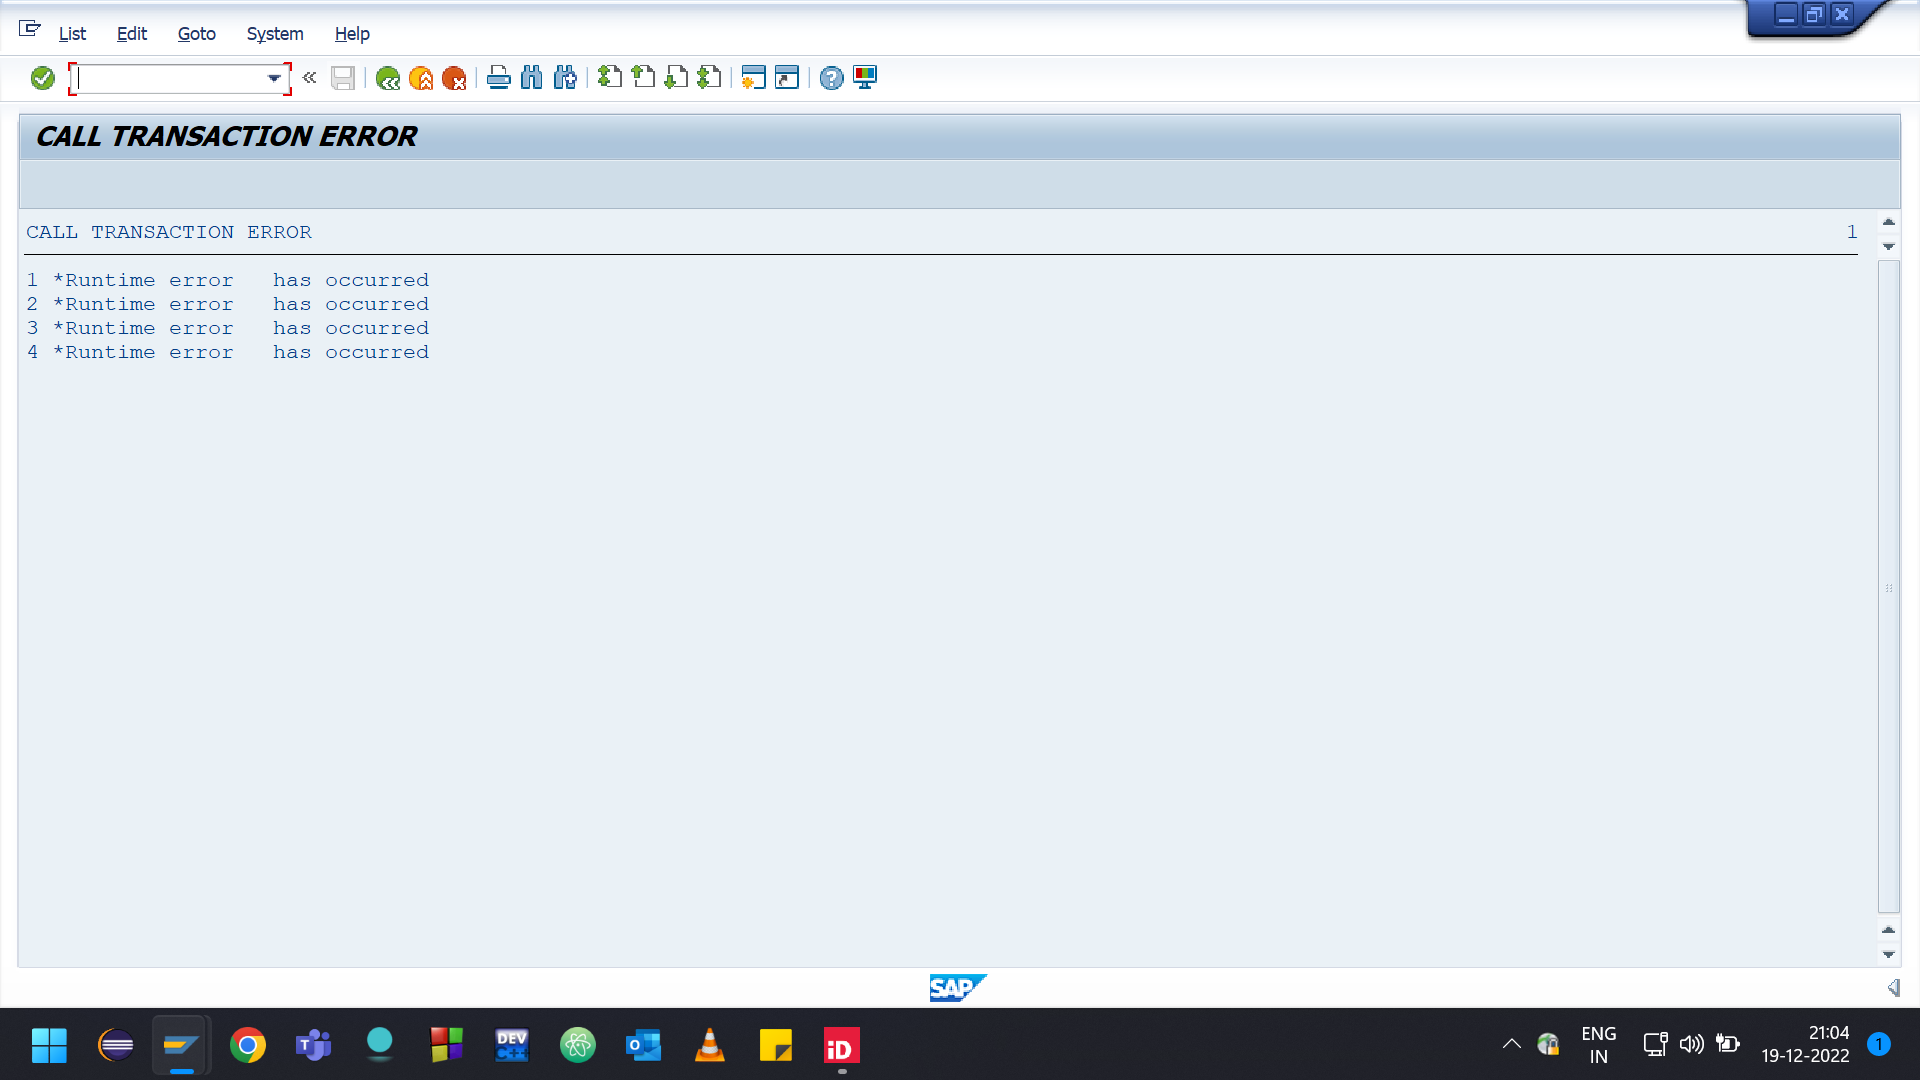 List Edit Goto System Help
CALL TRANSACTION ERROR
CALL TRANSACTION ERROR 1
1 *Runtime error   has occurred
2 *Runtime error   has occurred
3 *Runtime error   has occurred
4 *Runtime error   has occurred
SAP
T
DEV
C++
O
iD
ENG
IN
21:04
19-12-2022
1